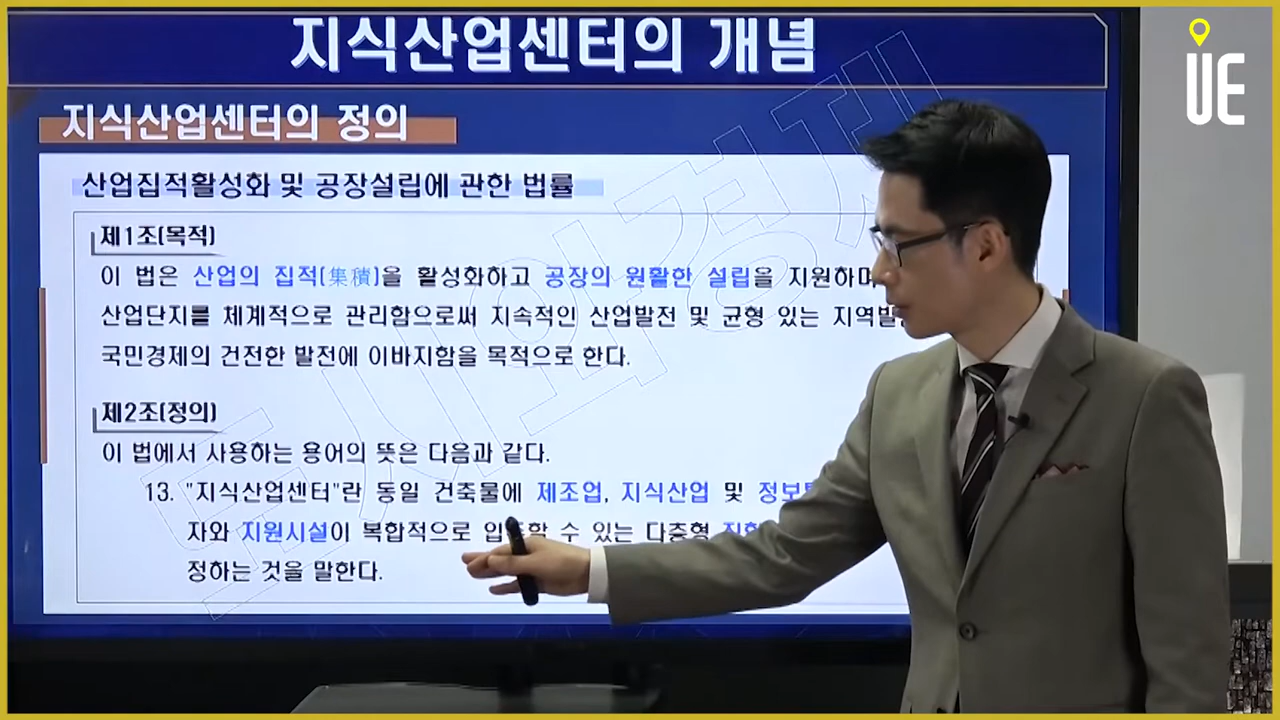 지식산업센터의 개념
UE
지식산업센터의 정의
산업집적활성화 및 공장설립에 관한 법률
제1조(목적)
이 법은 산업의 집적(集積)을 활성화하고 공장의 원활한 설립을 지원하며
산업단지를 체계적으로 관리함으로써 지속적인 산업발전 및 균형 있는
국민경제의 건전한 발전에 이바지함을 목적으로 한다.
제2조(정의)
이 법에서 사용하는 용어의 뜻은 다음과 같다.
13. "지식산업센터"란 동일 건축물에 제조업, 지식산업 및
자와 지원시설이 복합적으로 수 있는 다층형
정하는 것을 말한다.
도시와경제